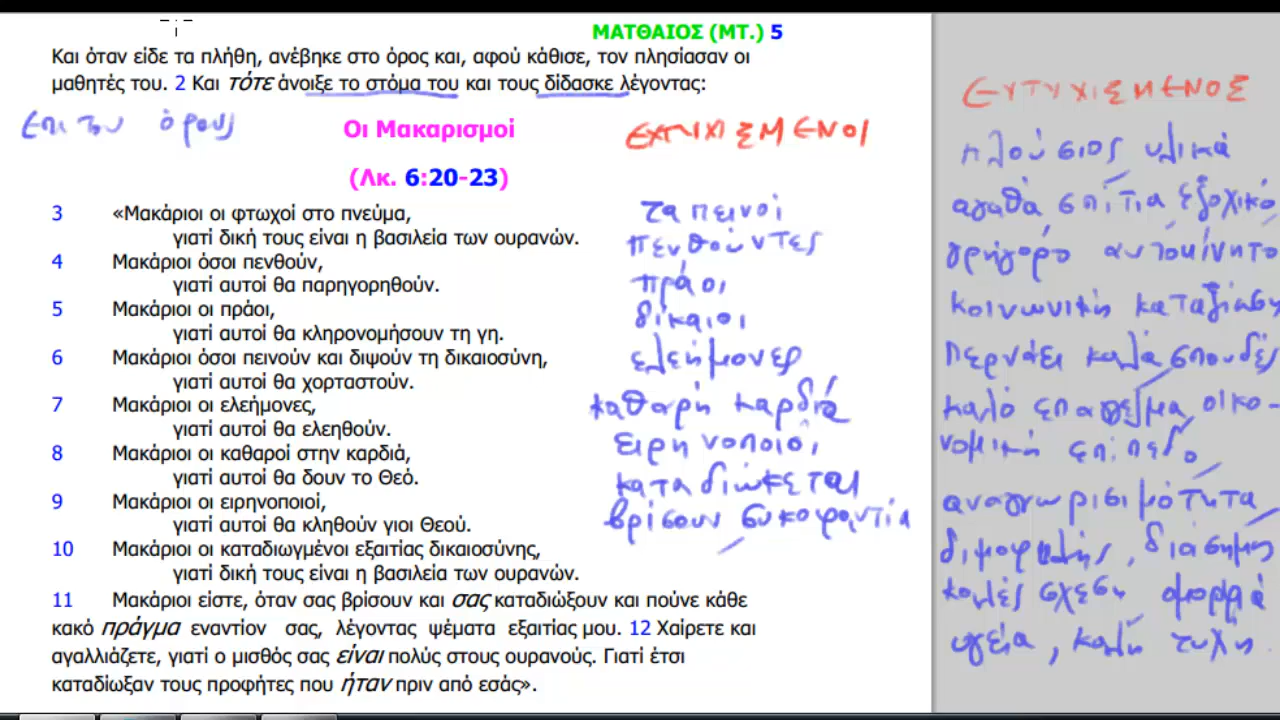 ΜΑΤΘΑΙΟΣ (ΜΤ.) 5
Και όταν είδε τα πλήθη, ανέβηκε στο όρος και, αφού κάθισε, τον πλησίασαν οι
μαθητές του. 2 Και τότε άνοιξε το στόμα του και τους δίδασκε λέγοντας:
επι του όρους
Οι Μακαρισμοί
(Λκ. 6:20-23)
3 «Μακάριοι οι φτωχοί στο πνεύμα,
γιατί δική τους είναι η βασιλεία των ουρανών.
4 Μακάριοι όσοι πενθούν,
γιατί αυτοί θα παρηγορηθούν.
5 Μακάριοι οι πράοι,
γιατί αυτοί θα κληρονομήσουν τη γη.
6 Μακάριοι όσοι πεινούν και διψούν τη δικαιοσύνη,
γιατί αυτοί θα χορταστούν.
7 Μακάριοι οι ελεήμονες,
γιατί αυτοί θα ελεηθούν.
8 Μακάριοι οι καθαροί στην καρδιά,
γιατί αυτοί θα δουν το Θεό.
9 Μακάριοι οι ειρηνοποιοί,
γιατί αυτοί θα κληθούν γιοι Θεού.
10 Μακάριοι οι καταδιωγμένοι εξαιτίας δικαιοσύνης,
γιατί δική τους είναι η βασιλεία των ουρανών.
11 Μακάριοι είστε, όταν σας βρίσουν και σας καταδιώξουν και πούνε κάθε
κακό πράγμα εναντίον σας, λέγοντας ψέματα εξαιτίας μου. 12 Χαίρετε και
αγαλλιάζετε, γιατί ο μισθός σας είναι πολύς στους ουρανούς. Γιατί έτσι
καταδίωξαν τους προφήτες που ήταν πριν από εσάς».
ταπεινοί
πενθούντες
πράοι
δίκαιοι
ελεήμονες
καθαρή καρδιά
ειρηνοποιοί
καταδιώκεται
βρίσουν συκοφαντία
ΕΥΤΥΧΙΣΜΕΝΟΣ
πλούσιος υλικά
αγαθά σπίτια εξοχικό
γρήγορο αυτοκίνητο
κοινωνική καταξίωση
περνάει καλά σπουδές
καλό επάγγελμα οικο-
νομική επίπεδο
αναγνωρισιμότητα
διάσημης
καλές σχέση όμορφα
υγεία, καλή τύχη